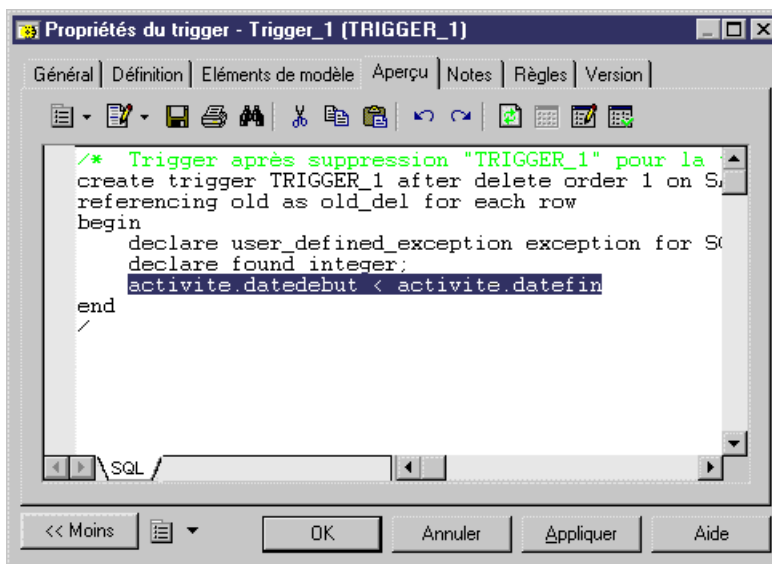 Propriétés du trigger - Trigger_1 (TRIGGER_1)
Général Définition Eléments de modèle Aperçu Notes Règles Version
/* Trigger après suppression "TRIGGER_1" pour la
create trigger TRIGGER_1 after delete order 1 on
referencing old as old_del for each row
begin
declare user_defined_exception exception for
declare found integer;
activite.datedebut < activite.datefin
end
/
SQL
<< Moins OK Annuler Appliquer Aide